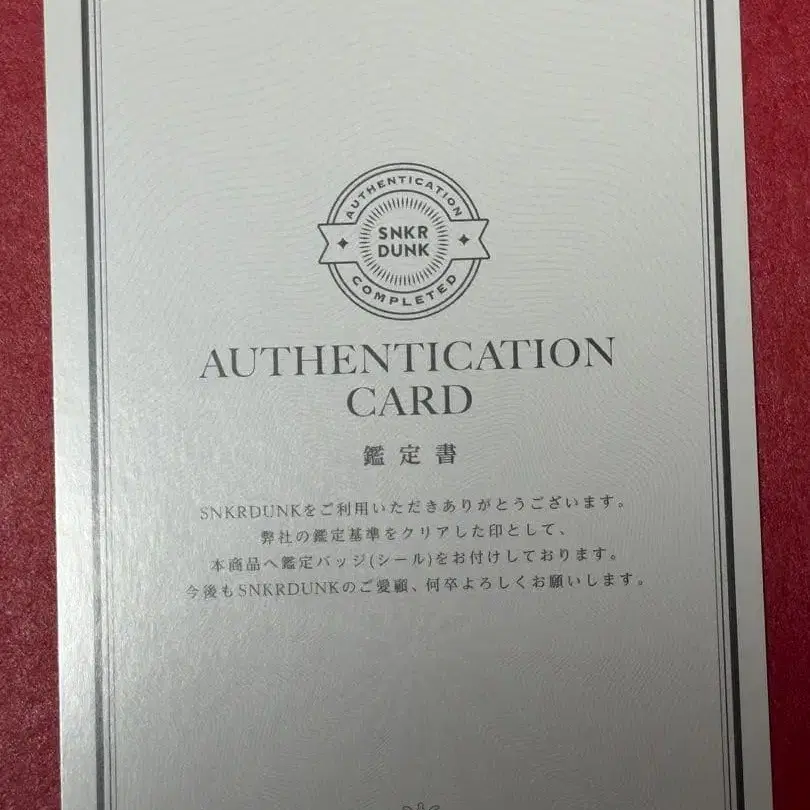 AUTHENTICATION
SNKR
DUNK
COMPLETED
AUTHENTICATION
CARD
鑑定書
SNKRDUNKをご利用いただきありがとうございます。
弊社の鑑定基準をクリアした印として、
本商品へ鑑定バッジ(シール)をお付けしております。
今後もSNKRDUNKのご愛顧、何卒よろしくお願いします。